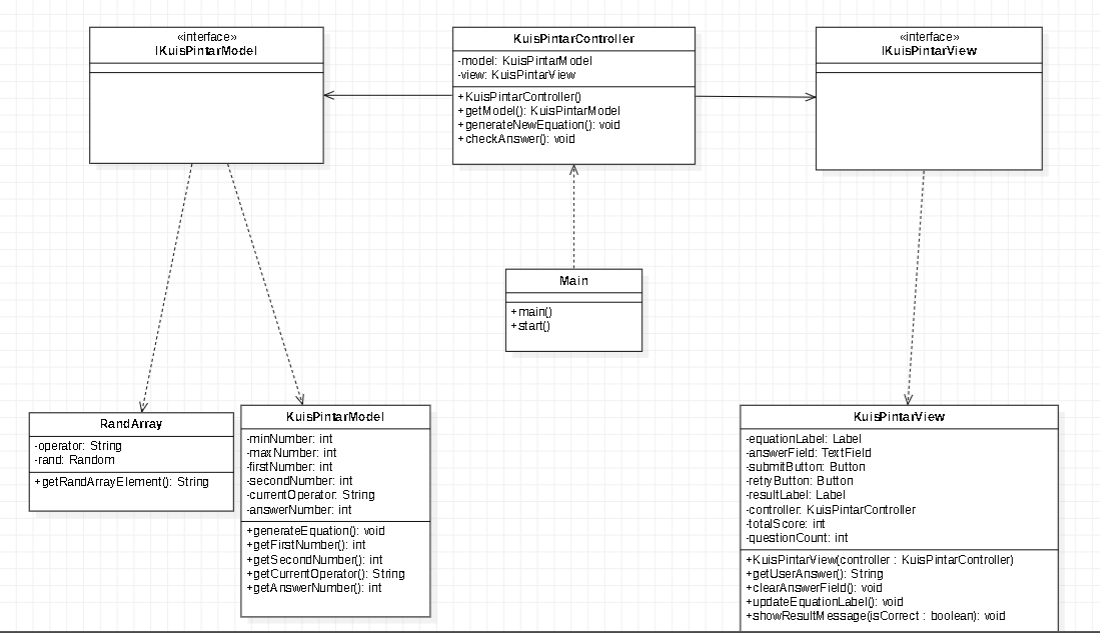 «interface»
IKuisPintarModel
KuisPintarController
-model: KuisPintarModel
-view: KuisPintarView
+KuisPintarController()
+getModel(): KuisPintarModel
+generateNewEquation(): void
+checkAnswer(): void
«interface»
IKuisPintarView
Main
+main()
+start()
RandArray
-operator: String
-rand: Random
+getRandArrayElement(): String
KuisPintarModel
-minNumber: int
-maxNumber: int
-firstNumber: int
-secondNumber: int
-currentOperator: String
-answerNumber: int
+generateEquation(): void
+getFirstNumber(): int
+getSecondNumber(): int
+getCurrentOperator(): String
+getAnswerNumber(): int
KuisPintarView
-equationLabel: Label
-answerField: TextField
-submitButton: Button
-retryButton: Button
-resultLabel: Label
-controller: KuisPintarController
-totalScore: int
-questionCount: int
+KuisPintarView(controller : KuisPintarController)
+getUserAnswer(): String
+clearAnswerField(): void
+updateEquationLabel(): void
+showResultMessage(isCorrect : boolean): void